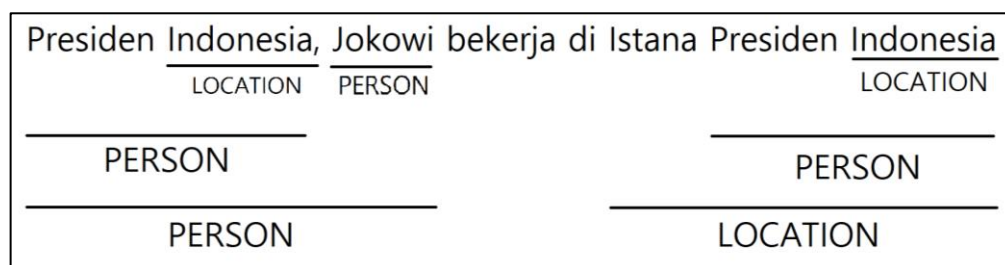 Presiden Indonesia, Jokowi bekerja di Istana Presiden Indonesia
LOCATION PERSON LOCATION
PERSON PERSON
PERSON LOCATION